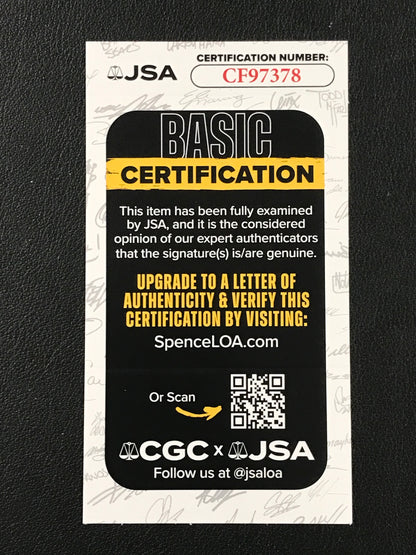 JSA
CERTIFICATION NUMBER:
CF97378
BASIC
CERTIFICATION
This item has been fully examined
by JSA, and it is the considered
opinion of our expert authenticators
that the signature(s) is/are genuine.
UPGRADE TO A LETTER OF
AUTHENTICITY & VERIFY THIS
CERTIFICATION BY VISITING:
SpenceLOA.com
Or Scan
CGC x JSA
Follow us at @jsaloa